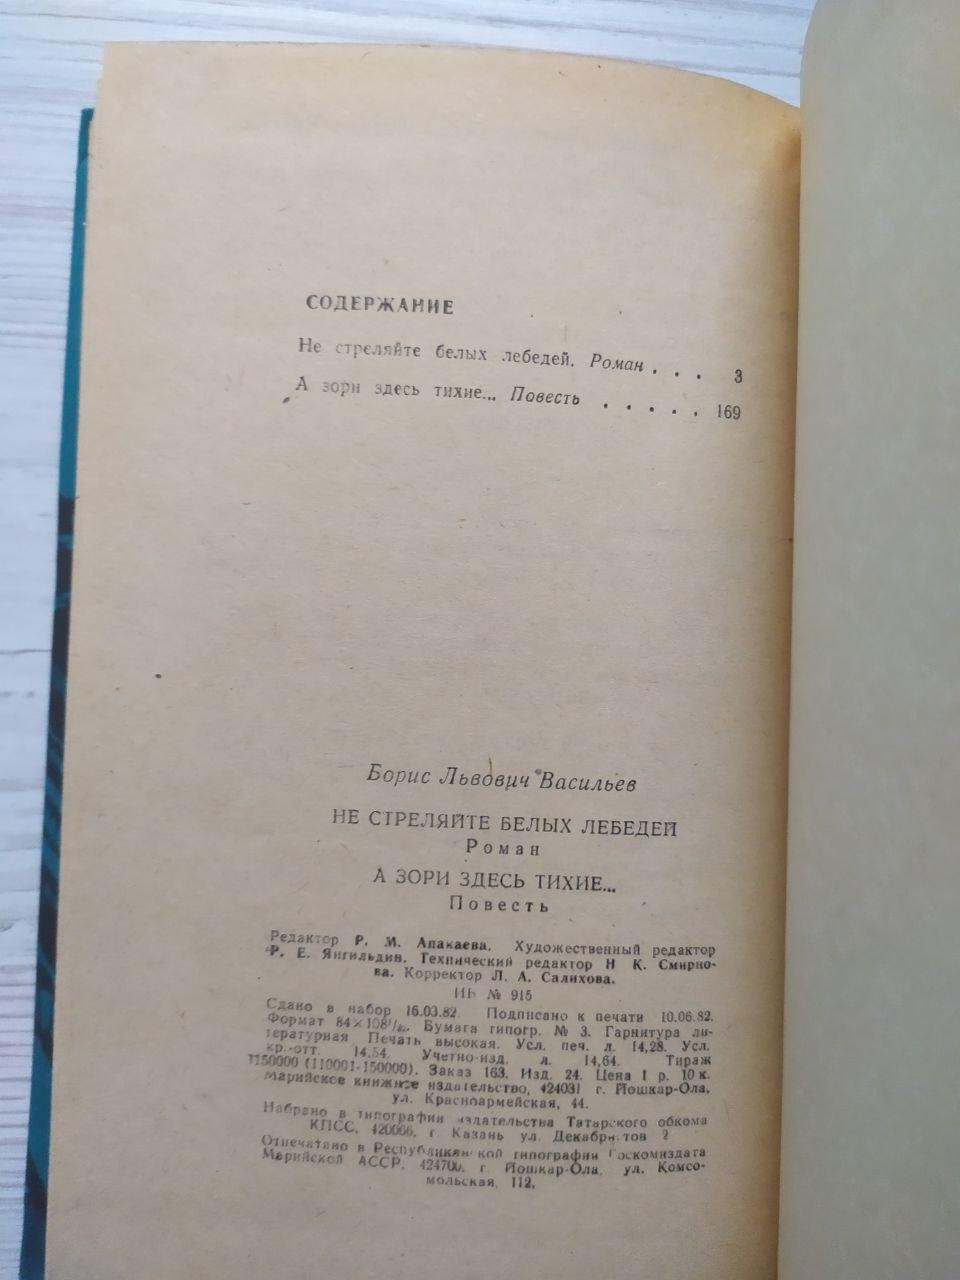 СОДЕРЖАНИЕ
Не стреляйте белых лебедей. Роман . . . 3
А зори здесь тихие... Повесть . . . . . 169
Борис Львович Васильев
НЕ СТРЕЛЯЙТЕ БЕЛЫХ ЛЕБЕДЕЙ
Роман
А ЗОРИ ЗДЕСЬ ТИХИЕ...
Повесть
Редактор Р. М. Апакаева. Художественный редактор
Р. Е. Янгильдин. Технический редактор Н К. Смирно-
ва. Корректор Л. А. Салихова.
ИБ № 915
Сдано в набор 16.03.82. Подписано к печати 10.06.82.
Формат 84×108¹/₃₂. Бумага типогр. № 3. Гарнитура ли-
тературная Печать высокая. Усл. печ. л. 14,28. Усл.
кр.-отт. 14.54. Учетно-изд. л. 14,64. Тираж
150000 (110001-150000). Заказ 163. Изд. 24. Цена 1 р. 10 к.
Марийское книжное издательство, 424031 г. Йошкар-Ола,
ул. Красноармейская, 44.
Набрано в типографии издательства Татарского обкома
КПСС. 420066, г. Казань ул. Декабристов 2
Отпечатано в Республиканской типографии Госкомиздата
Марийской АССР. 424700. г Йошкар-Ола, ул. Комсо-
мольская, 112.